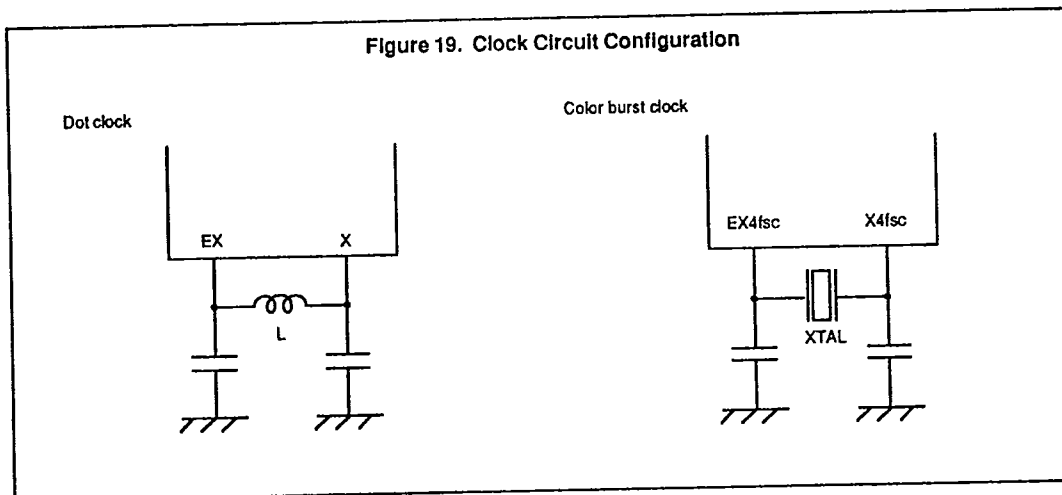 Figure 19. Clock Circuit Configuration
Dot clock
Color burst clock
EX X
L
EX4fsc X4fsc
XTAL